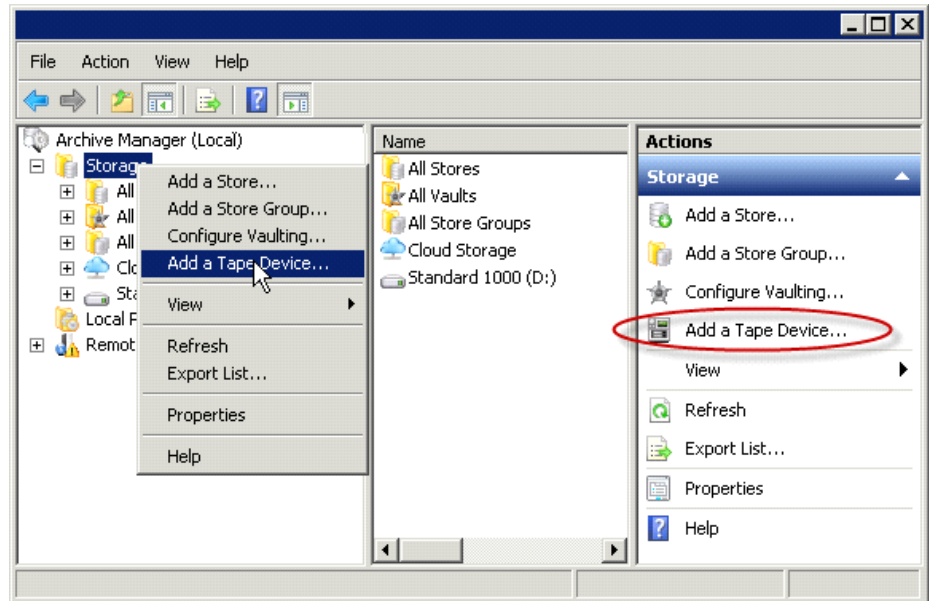 File Action View Help
Archive Manager (Local)
Storage
All
All
All
Clo
Sta
Local F
Remot
Add a Store...
Add a Store Group...
Configure Vaulting...
Add a Tape Device...
View
Refresh
Export List...
Properties
Help
Name
All Stores
All Vaults
All Store Groups
Cloud Storage
Standard 1000 (D:)
Actions
Storage
Add a Store...
Add a Store Group...
Configure Vaulting...
Add a Tape Device...
View
Refresh
Export List...
Properties
Help